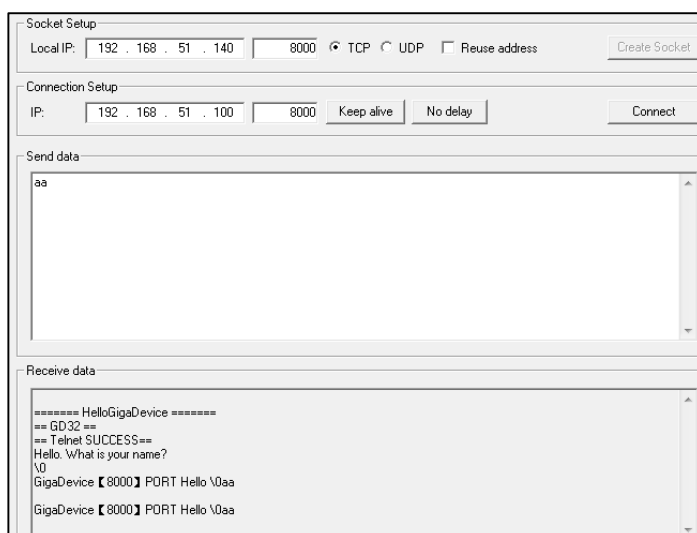 Socket Setup
Local IP: 192 . 168 . 51 . 140 8000 TCP UDP Reuse address Create Socket
Connection Setup
IP: 192 . 168 . 51 . 100 8000 Keep alive No delay Connect
Send data
aa
Receive data
======= HelloGigaDevice =======
== GD32 ==
== Telnet SUCCESS==
Hello. What is your name?
\0
GigaDevice【8000】PORT Hello \0aa
GigaDevice【8000】PORT Hello \0aa